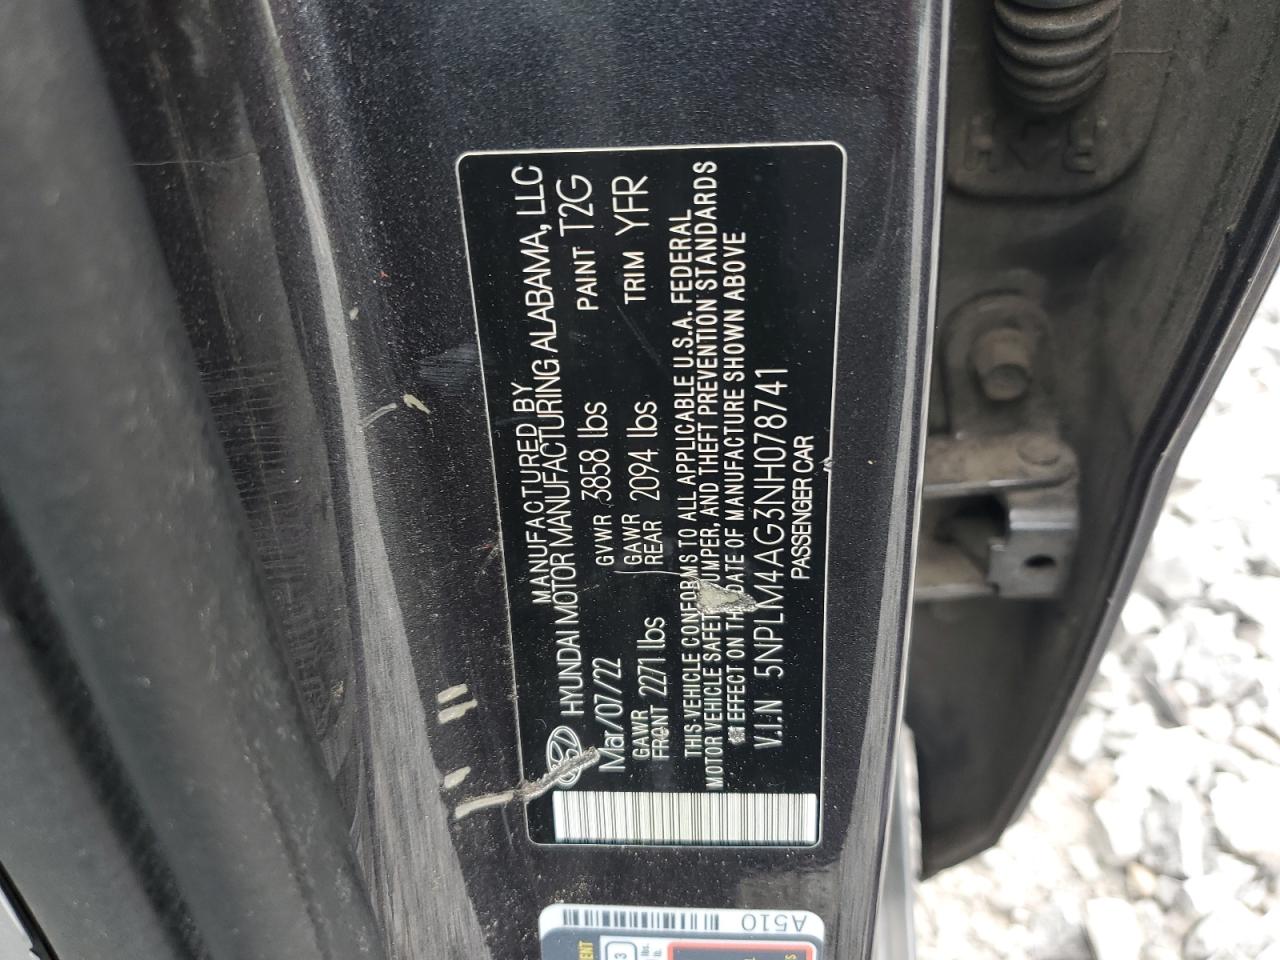 MANUFACTURED BY
HYUNDAI MOTOR MANUFACTURING ALABAMA, LLC
Mar/07/22 GVWR 3858 lbs PAINT T2G
GAWR FRONT 2271 lbs GAWR REAR 2094 lbs TRIM YFR
THIS VEHICLE CONFORMS TO ALL APPLICABLE U.S.A. FEDERAL
MOTOR VEHICLE SAFETY BUMPER, AND THEFT PREVENTION STANDARDS
EFFECT ON THE DATE OF MANUFACTURE SHOWN ABOVE
V.I.N 5NPLM4AG3NH078741
PASSENGER CAR
A510
3